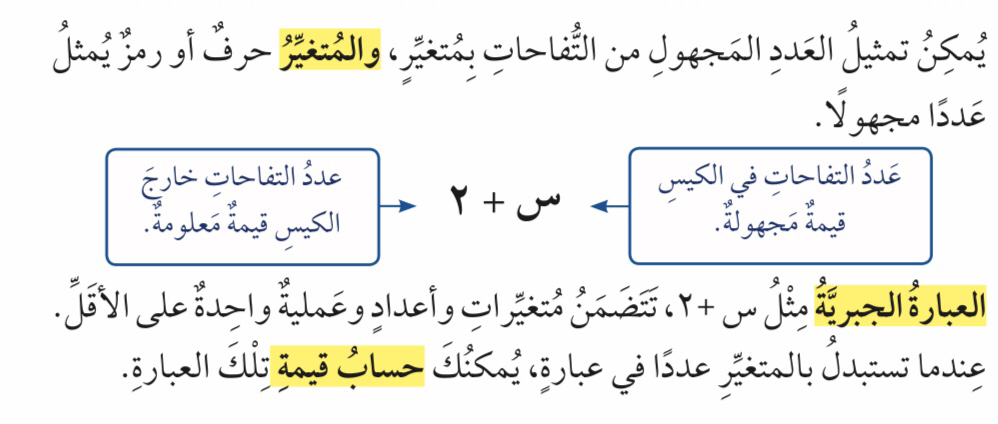 يُمكِنُ تمثيلُ العَددِ المَجهولِ من التُّفاحاتِ بِمُتغيِّرٍ، والمُتغيِّرُ حرفٌ أو رمزٌ يُمثلُ
عَددًا مجهولًا.
عَددُ التفاحاتِ في الكيسِ
قيمةٌ مَجهولةٌ.
س + ٢
عددُ التفاحاتِ خارجَ
الكيسِ قيمةٌ مَعلومةٌ.
العبارةُ الجبريَّةُ مِثْلُ س +٢، تَتَضَمَنُ مُتغيِّراتِ وأعدادٍ وعَمليةٌ واحِدةٌ على الأقَلِّ.
عِندما تستبدلُ بالمتغيِّرِ عددًا في عبارةٍ، يُمكنُكَ حسابُ قيمةِ تِلْكَ العبارةِ.